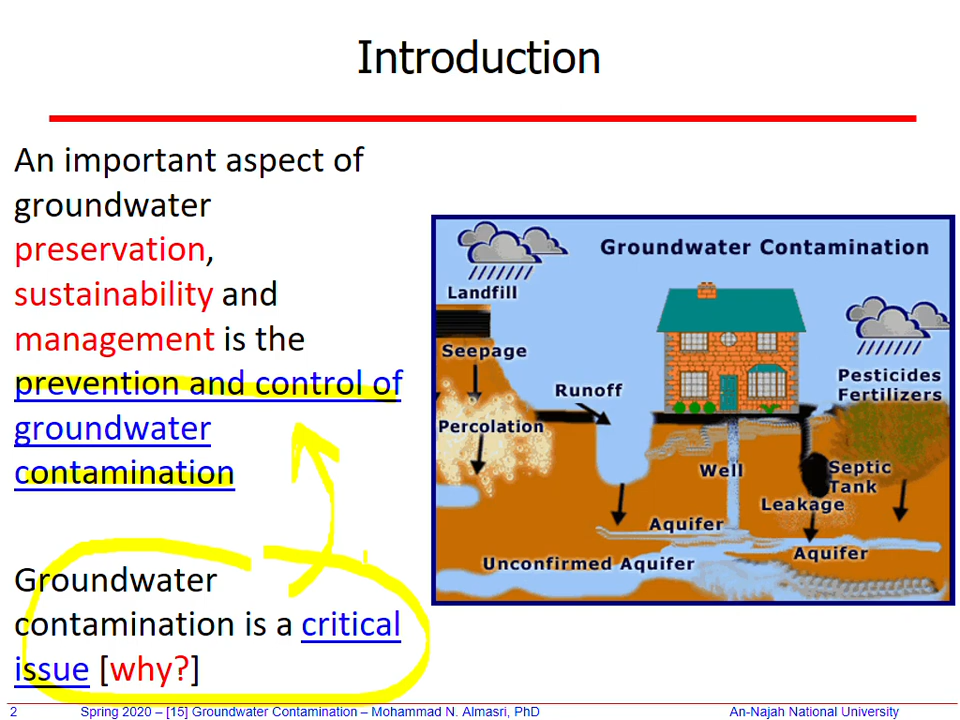 Introduction
An important aspect of
groundwater
preservation,
sustainability and
management is the
prevention and control of
groundwater
contamination
Groundwater
contamination is a critical
issue [why?]
Groundwater Contamination
Landfill
Seepage
Runoff
Pesticides
Fertilizers
Percolation
Well
Septic
Tank
Leakage
Aquifer
Aquifer
Unconfirmed Aquifer
2 Spring 2020 – [15] Groundwater Contamination – Mohammad N. Almasri, PhD An-Najah National University